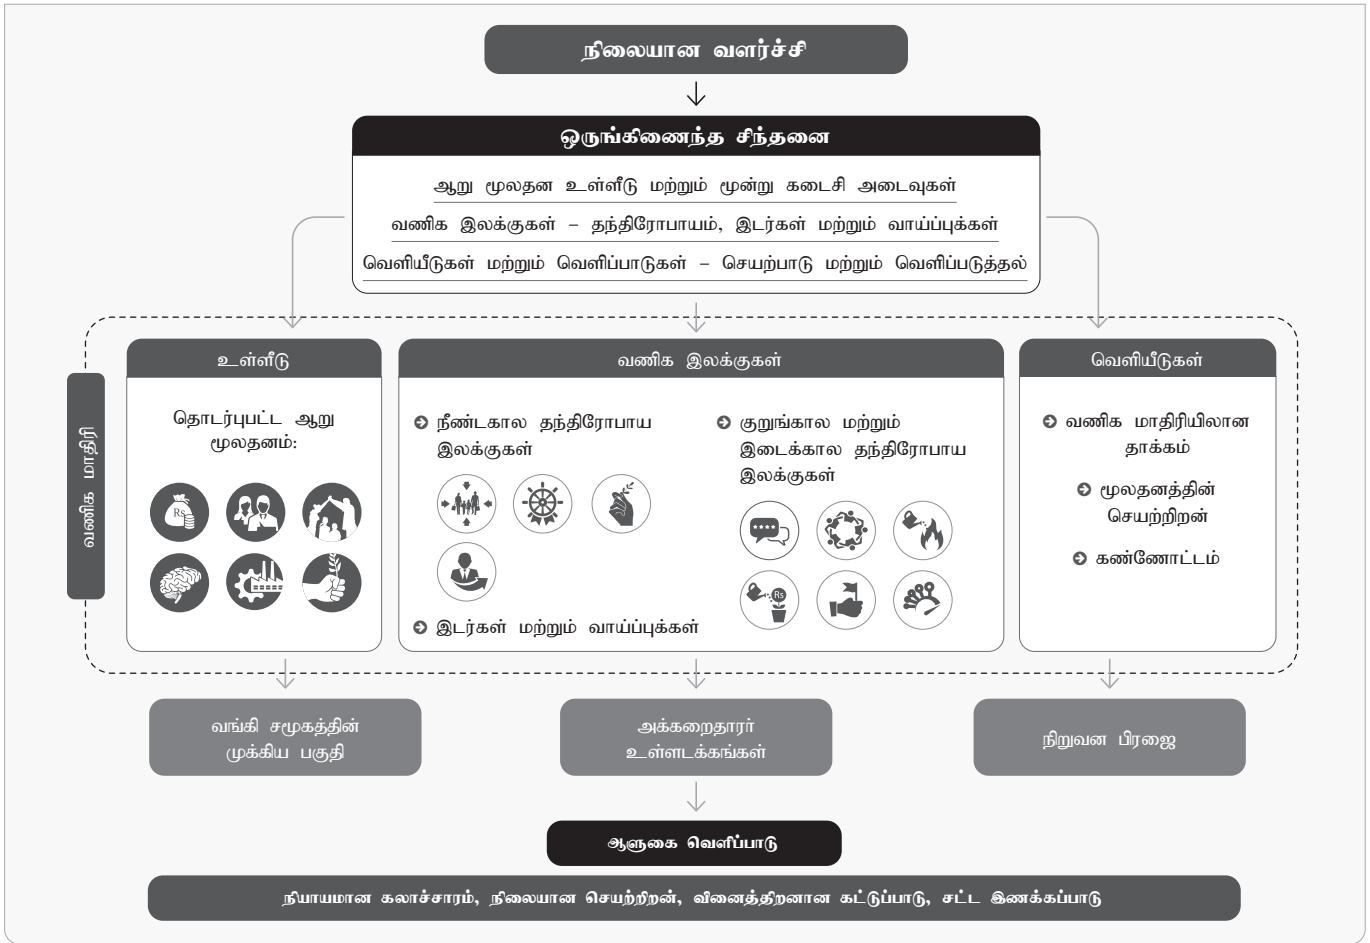 நிலையான வளர்ச்சி
ஒருங்கிணைந்த சிந்தனை
ஆறு மூலதன உள்ளீடு மற்றும் மூன்று கடைசி அடைவுகள்
வணிக இலக்குகள் – தந்திரோபாயம், இடர்கள் மற்றும் வாய்ப்புக்கள்
வெளியீடுகள் மற்றும் வெளிப்பாடுகள் – செயற்பாடு மற்றும் வெளிப்படுத்தல்
வணிக மாதிரி
உள்ளீடு
தொடர்புபட்ட ஆறு
மூலதனம்:
Rs
வணிக இலக்குகள்
நீண்டகால தந்திரோபாய
இலக்குகள்
இடர்கள் மற்றும் வாய்ப்புக்கள்
குறுங்கால மற்றும்
இடைக்கால தந்திரோபாய
இலக்குகள்
Rs
வெளியீடுகள்
வணிக மாதிரியிலான
தாக்கம்
மூலதனத்தின்
செயற்றிறன்
கண்ணோட்டம்
வங்கி சமூகத்தின்
முக்கிய பகுதி
அக்கறைதாரர்
உள்ளடக்கங்கள்
நிறுவன பிரஜை
ஆளுகை வெளிப்பாடு
நியாயமான கலாச்சாரம், நிலையான செயற்றிறன், வினைத்திறனான கட்டுப்பாடு, சட்ட இணக்கப்பாடு